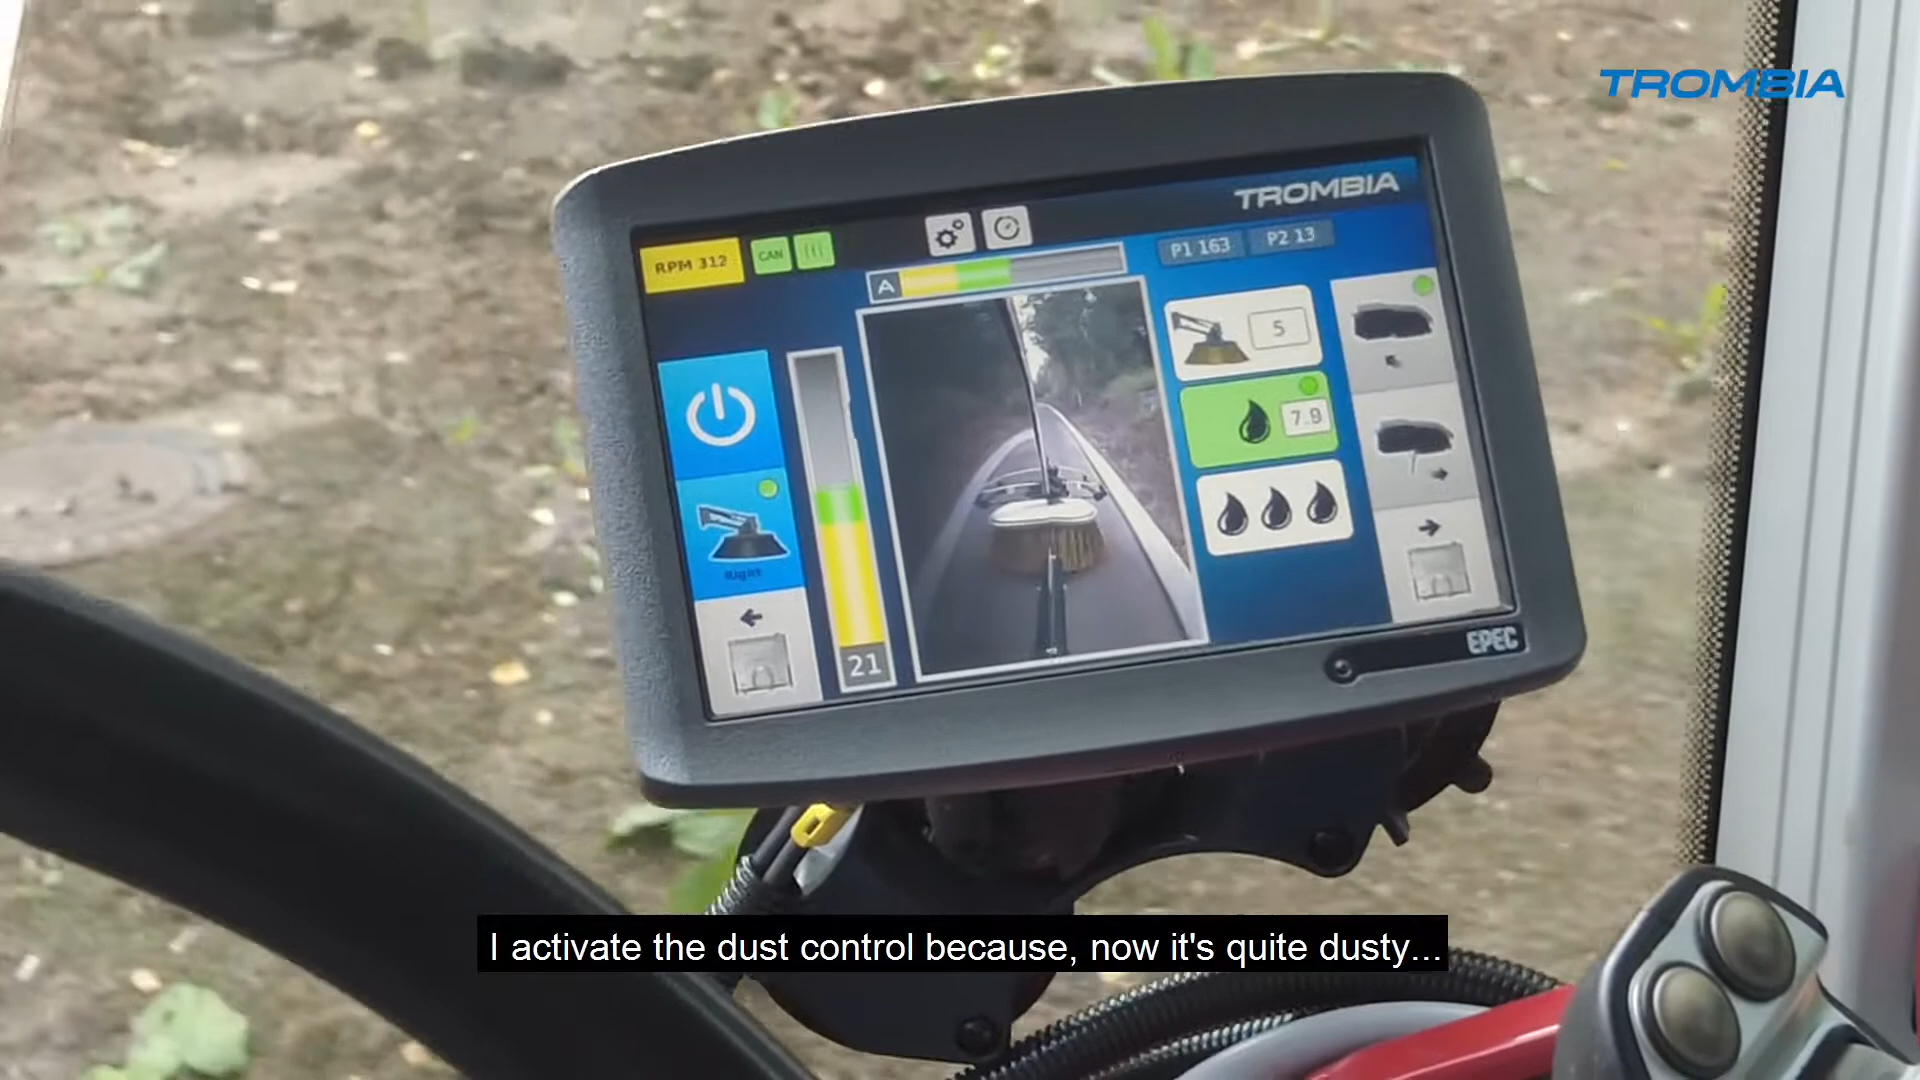 TROMBIA
TROMBIA
RPM 312
CAN
P1 163
P2 13
A
5
7.9
Right
21
EPEC
I activate the dust control because, now it's quite dusty...